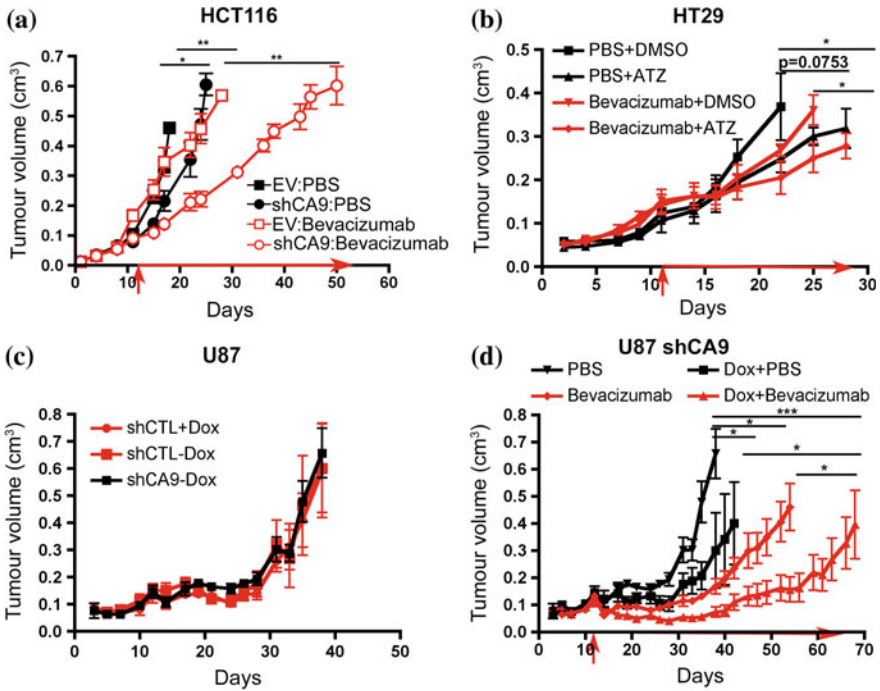 (a)
HCT116
Tumour volume (cm³)
0.7
0.6
0.5
0.4
0.3
0.2
0.1
0.0
**
*
**
EV:PBS
shCA9:PBS
EV:Bevacizumab
shCA9:Bevacizumab
0 10 20 30 40 50 60
Days
(b)
HT29
Tumour volume (cm³)
0.5
0.4
0.3
0.2
0.1
0.0
PBS+DMSO
PBS+ATZ
Bevacizumab+DMSO
Bevacizumab+ATZ
*
p=0.0753
*
0 5 10 15 20 25 30
Days
(c)
U87
Tumour volume (cm³)
0.8
0.7
0.6
0.5
0.4
0.3
0.2
0.1
0.0
shCTL+Dox
shCTL-Dox
shCA9-Dox
0 10 20 30 40 50
Days
(d)
U87 shCA9
PBS
Dox+PBS
Bevacizumab
Dox+Bevacizumab
Tumour volume (cm³)
0.8
0.7
0.6
0.5
0.4
0.3
0.2
0.1
0.0
***
*
*
*
*
0 10 20 30 40 50 60 70
Days